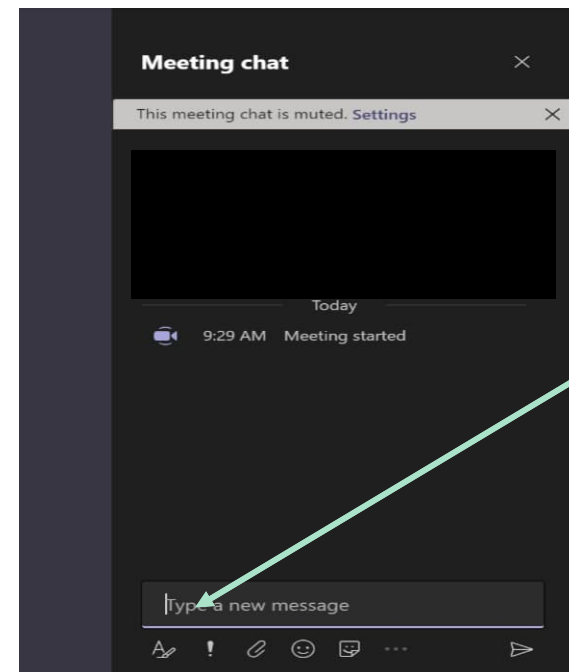 Meeting chat
This meeting chat is muted. Settings
Today
9:29 AM Meeting started
Type a new message